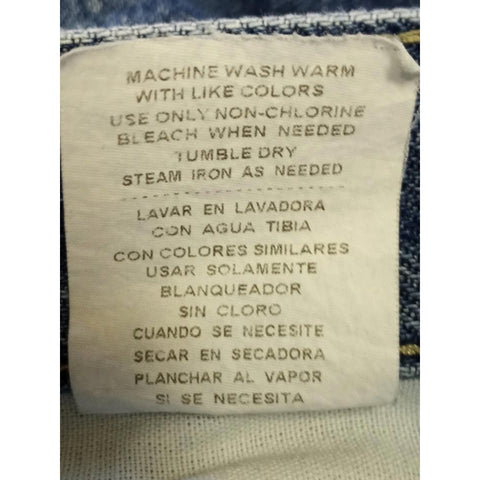 MACHINE WASH WARM
WITH LIKE COLORS
USE ONLY NON-CHLORINE
BLEACH WHEN NEEDED
TUMBLE DRY
STEAM IRON AS NEEDED
LAVAR EN LAVADORA
CON AGUA TIBIA
CON COLORES SIMILARES
USAR SOLAMENTE
BLANQUEADOR
SIN CLORO
CUANDO SE NECESITE
SECAR EN SECADORA
PLANCHAR AL VAPOR
SI SE NECESITA